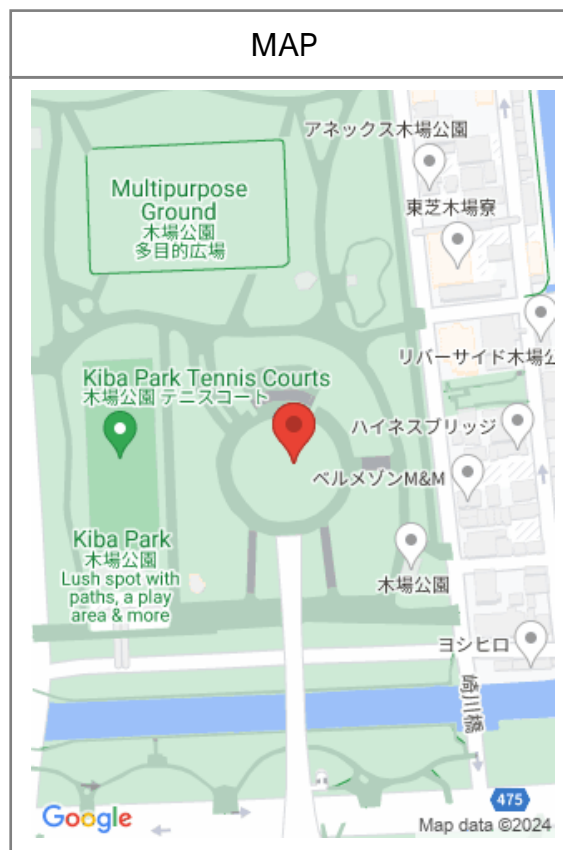 MAP
アネックス木場公園
Multipurpose
Ground
木場公園
多目的広場
東芝木場寮
リバーサイド木場公
Kiba Park Tennis Courts
木場公園 テニスコート
ハイネスブリッジ
ベルメゾンM&M
Kiba Park
木場公園
Lush spot with
paths, a play
area & more
木場公園
ヨシヒロ
崎川橋
475
Google
Map data ©2024